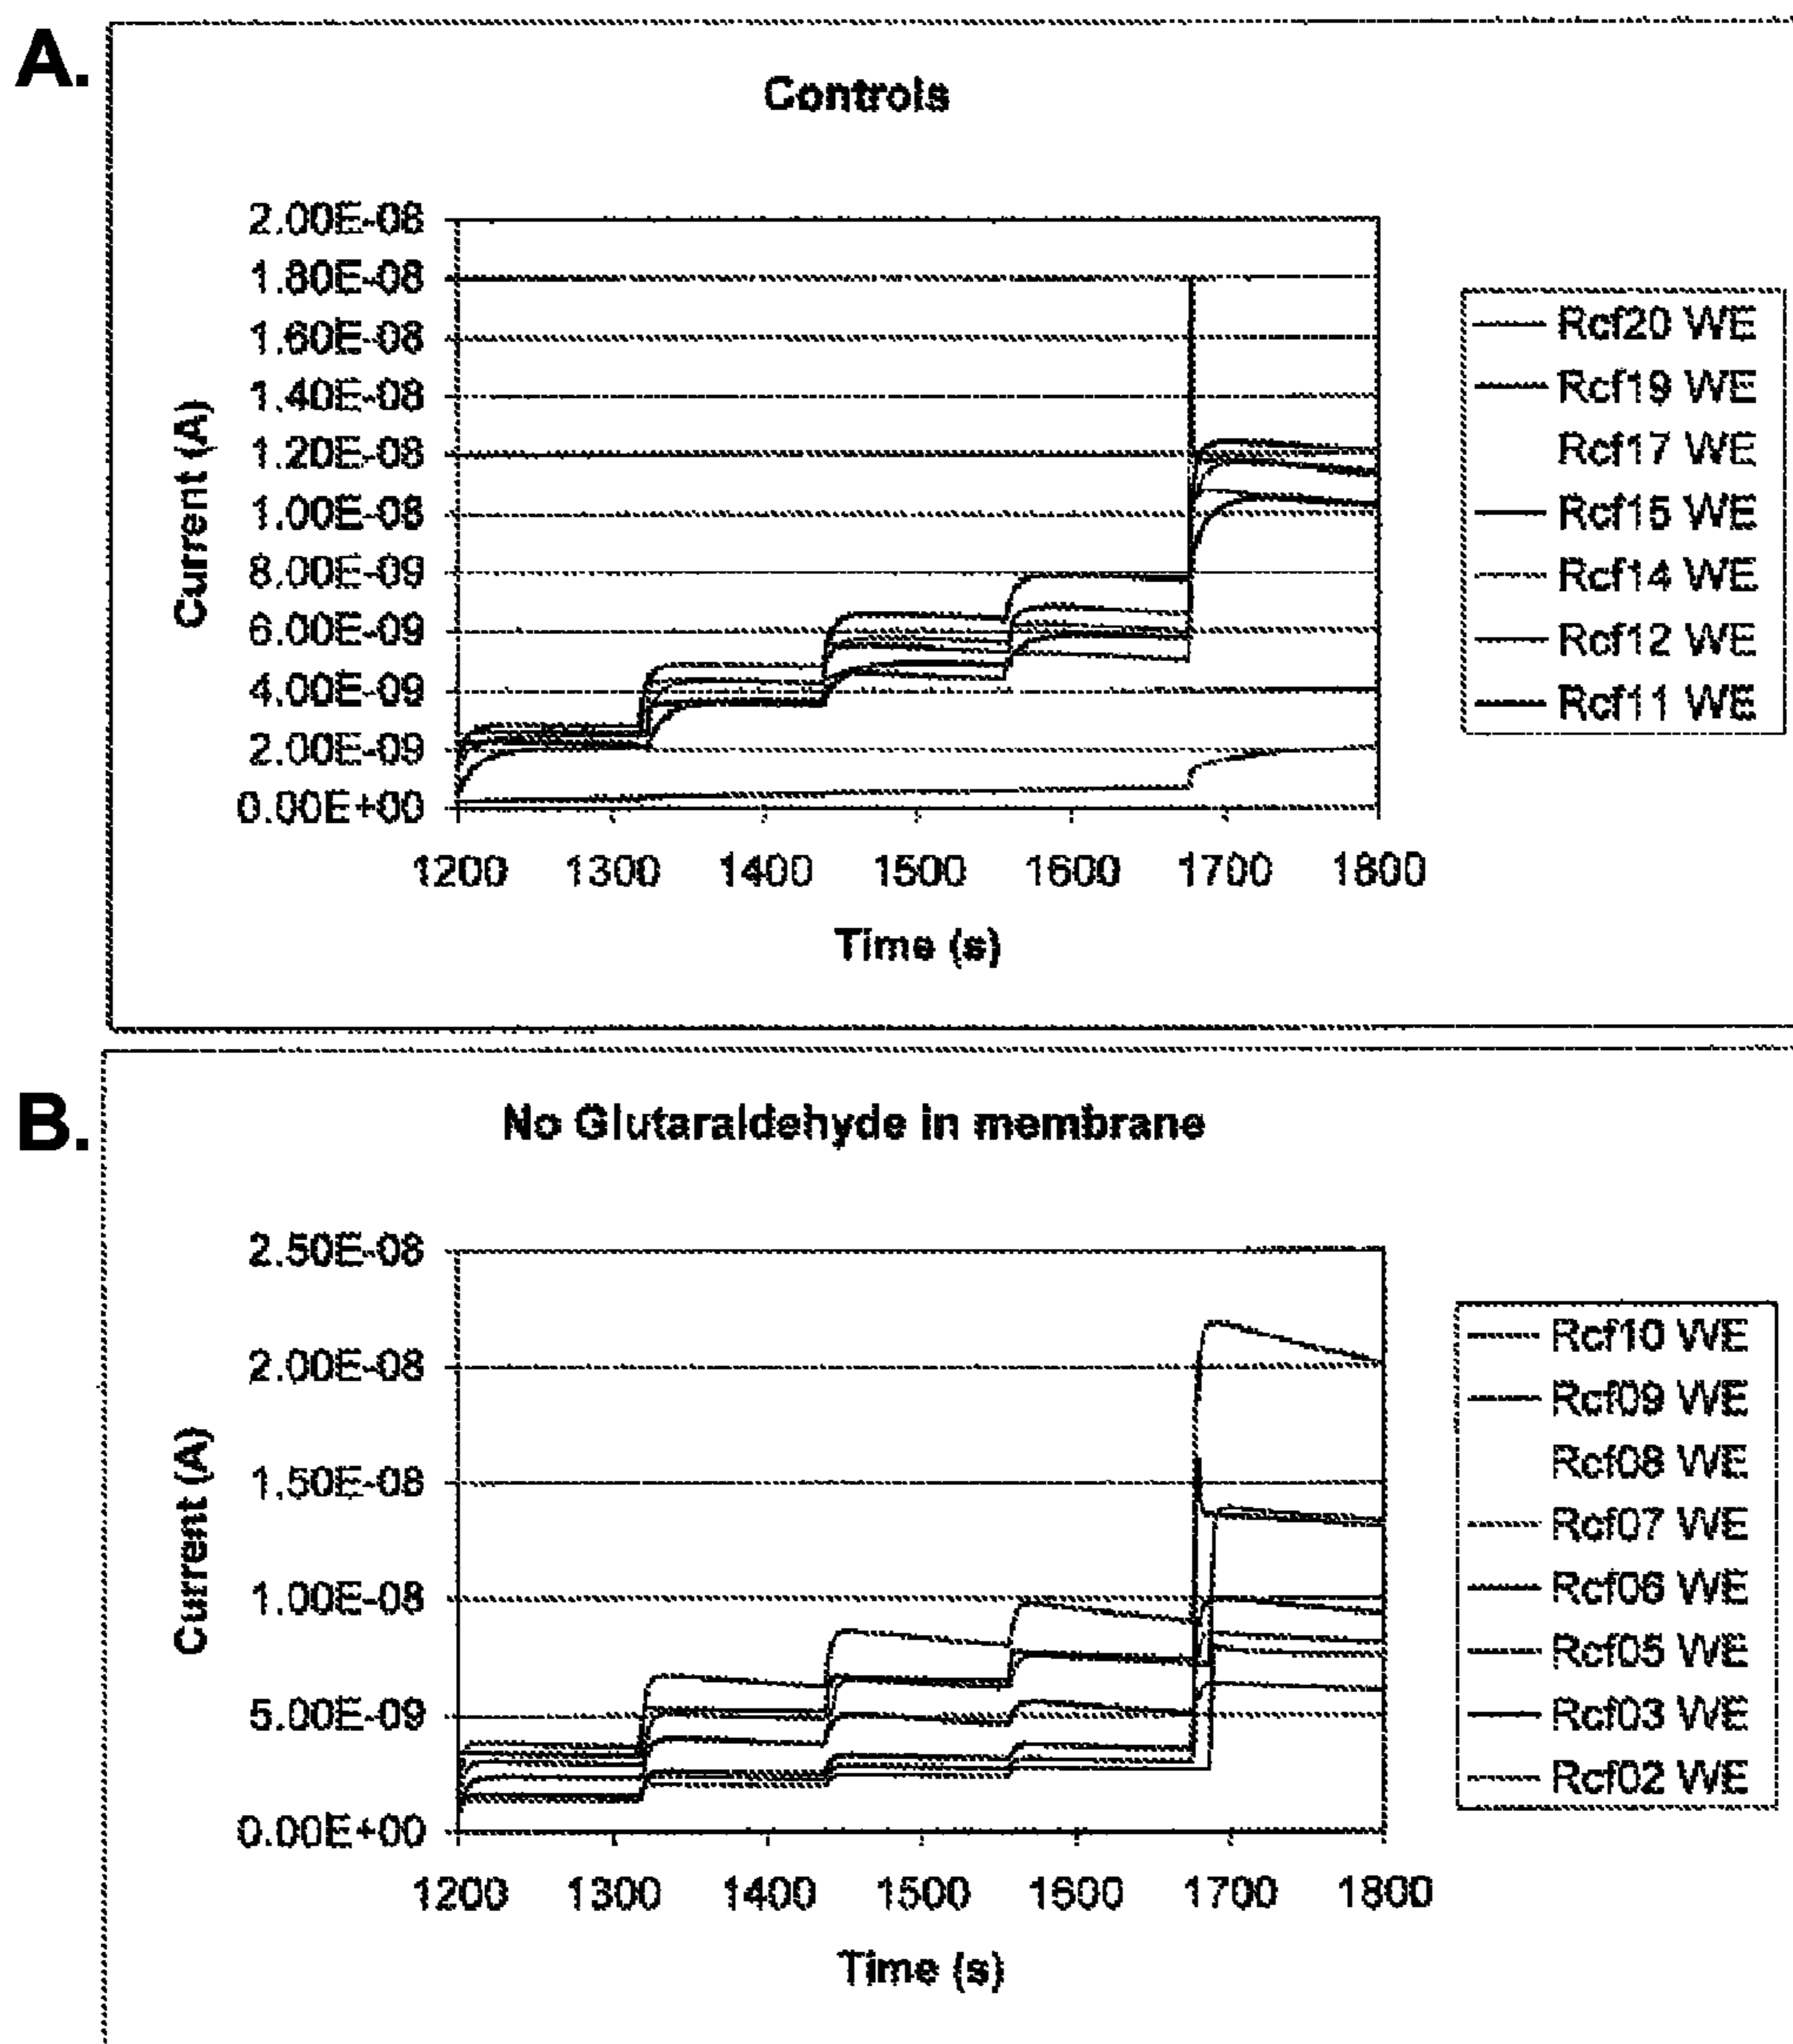 A.
Controls
2.00E-08
1.80E-08
1.60E-08
1.40E-08
1.20E-08
1.00E-08
8.00E-09
6.00E-09
4.00E-09
2.00E-09
0.00E+00
Current (A)
1200 1300 1400 1500 1600 1700 1800
Time (s)
Rcf20 WE
Rcf19 WE
Rcf17 WE
Rcf15 WE
Rcf14 WE
Rcf12 WE
Rcf11 WE
B.
No Glutaraldehyde in membrane
2.50E-08
2.00E-08
1.50E-08
1.00E-08
5.00E-09
0.00E+00
Current (A)
1200 1300 1400 1500 1600 1700 1800
Time (s)
Rcf10 WE
Rcf09 WE
Rcf08 WE
Rcf07 WE
Rcf06 WE
Rcf05 WE
Rcf03 WE
Rcf02 WE